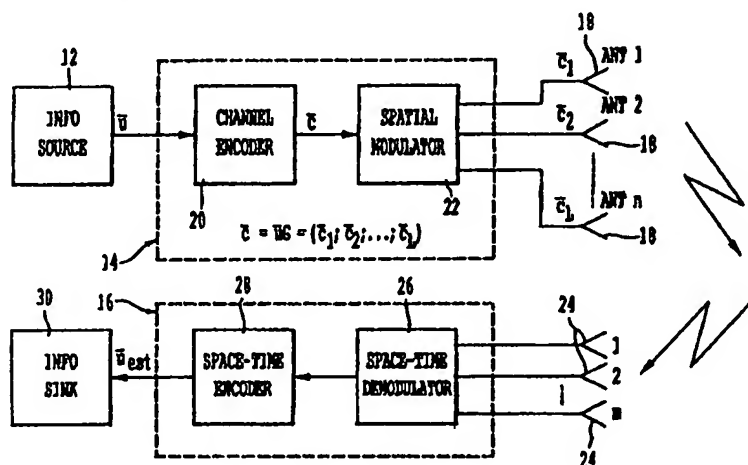 12
INFO
SOURCE
ū
CHANNEL
ENCODER
20
c̄
SPATIAL
MODULATOR
22
c̄ = ūG = (c̄1; c̄2;...; c̄L)
14
c̄1
18
ANT 1
c̄2
ANT 2
18
c̄L
ANT n
18
30
INFO
SINK
ūest
16
28
SPACE-TIME
ENCODER
26
SPACE-TIME
DEMODULATOR
24
1
2
m
24